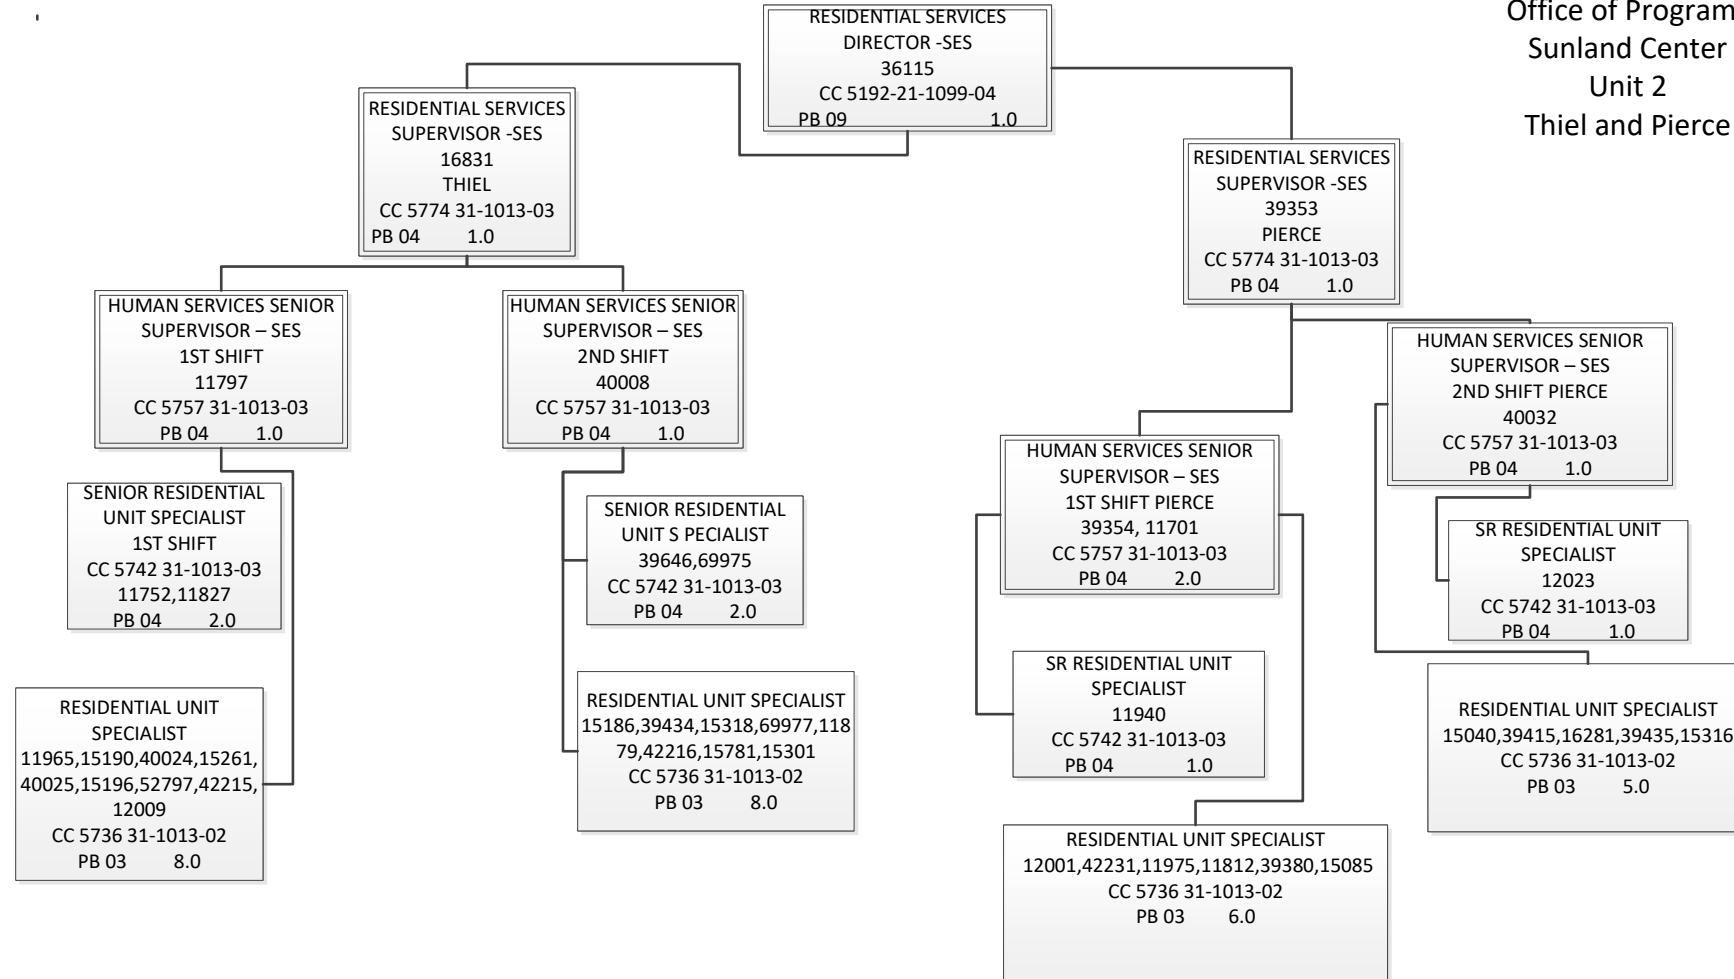 Office of Program
Sunland Center
Unit 2
Thiel and Pierce
RESIDENTIAL SERVICES
DIRECTOR -SES
36115
CC 5192-21-1099-04
PB 09 1.0
RESIDENTIAL SERVICES
SUPERVISOR -SES
16831
THIEL
CC 5774 31-1013-03
PB 04 1.0
RESIDENTIAL SERVICES
SUPERVISOR -SES
39353
PIERCE
CC 5774 31-1013-03
PB 04 1.0
HUMAN SERVICES SENIOR
SUPERVISOR – SES
1ST SHIFT
11797
CC 5757 31-1013-03
PB 04 1.0
HUMAN SERVICES SENIOR
SUPERVISOR – SES
2ND SHIFT
40008
CC 5757 31-1013-03
PB 04 1.0
HUMAN SERVICES SENIOR
SUPERVISOR – SES
2ND SHIFT PIERCE
40032
CC 5757 31-1013-03
PB 04 1.0
HUMAN SERVICES SENIOR
SUPERVISOR – SES
1ST SHIFT PIERCE
39354, 11701
CC 5757 31-1013-03
PB 04 2.0
SENIOR RESIDENTIAL
UNIT SPECIALIST
1ST SHIFT
CC 5742 31-1013-03
11752,11827
PB 04 2.0
SENIOR RESIDENTIAL
UNIT S PECIALIST
39646,69975
CC 5742 31-1013-03
PB 04 2.0
SR RESIDENTIAL UNIT
SPECIALIST
12023
CC 5742 31-1013-03
PB 04 1.0
SR RESIDENTIAL UNIT
SPECIALIST
11940
CC 5742 31-1013-03
PB 04 1.0
RESIDENTIAL UNIT
SPECIALIST
11965,15190,40024,15261,
40025,15196,52797,42215,
12009
CC 5736 31-1013-02
PB 03 8.0
RESIDENTIAL UNIT SPECIALIST
15186,39434,15318,69977,118
79,42216,15781,15301
CC 5736 31-1013-02
PB 03 8.0
RESIDENTIAL UNIT SPECIALIST
15040,39415,16281,39435,15316
CC 5736 31-1013-02
PB 03 5.0
RESIDENTIAL UNIT SPECIALIST
12001,42231,11975,11812,39380,15085
CC 5736 31-1013-02
PB 03 6.0